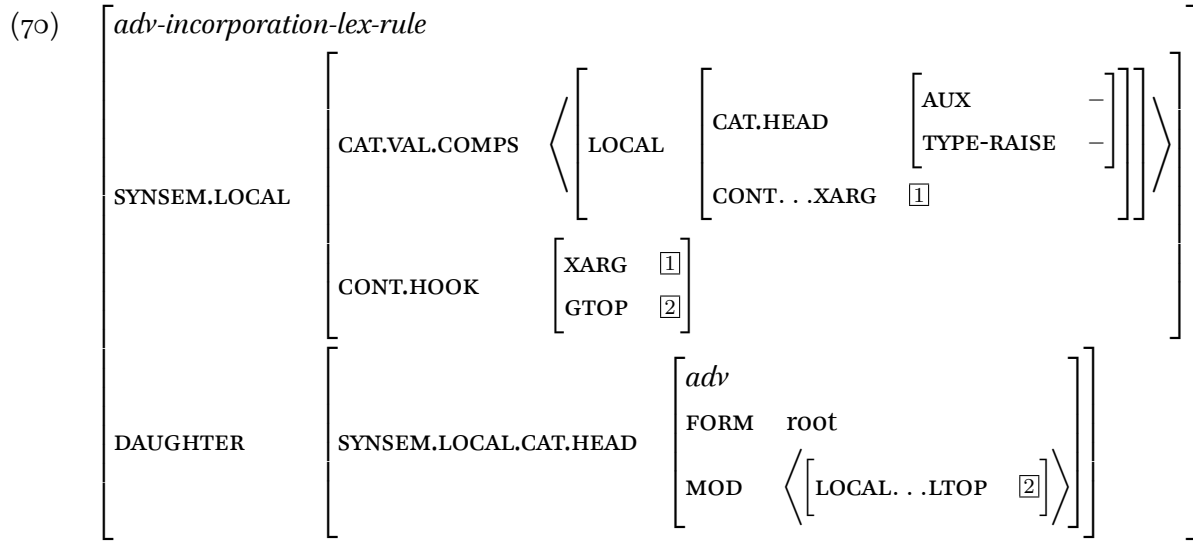 (70) adv-incorporation-lex-rule
AUX –
CAT.HEAD
TYPE-RAISE –
CAT.VAL.COMPS ⟨ LOCAL ⟩
SYNSEM.LOCAL
CONT. . .XARG 1
XARG 1
CONT.HOOK
GTOP 2
adv
FORM root
DAUGHTER SYNSEM.LOCAL.CAT.HEAD
MOD ⟨[LOCAL. . .LTOP 2]⟩